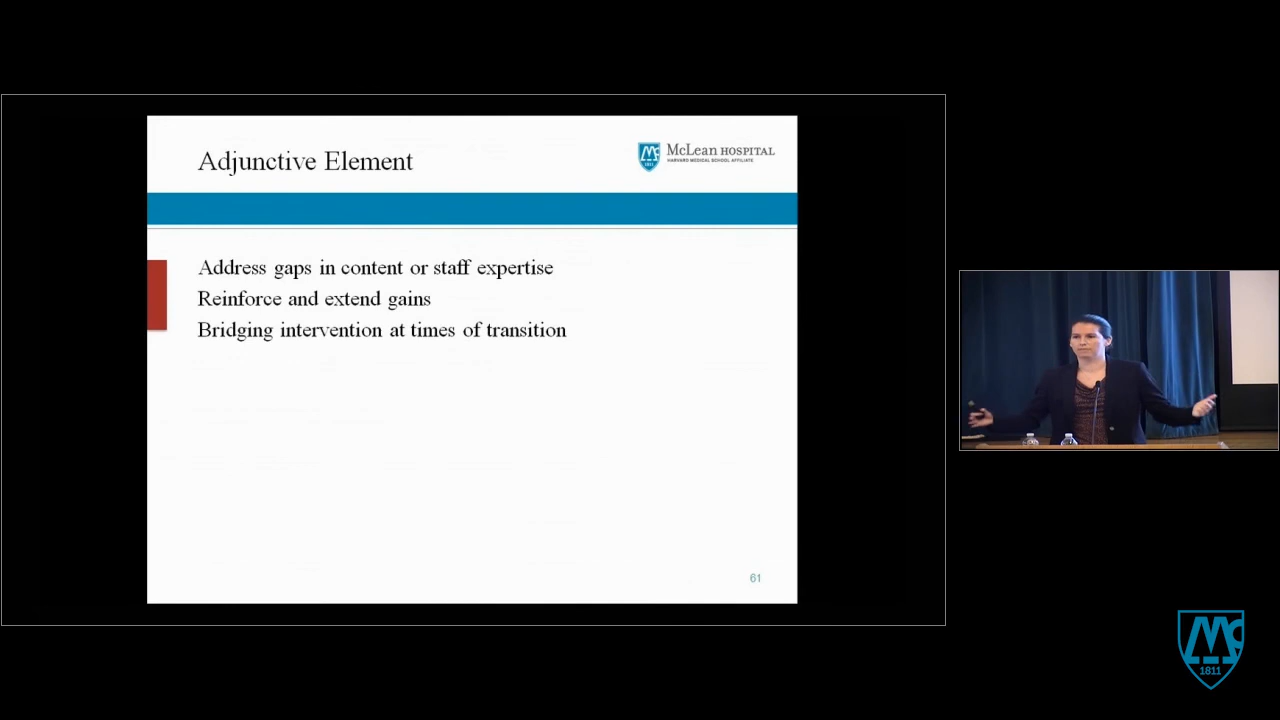 Adjunctive Element
McLean HOSPITAL
HARVARD MEDICAL SCHOOL AFFILIATE
1811
Address gaps in content or staff expertise
Reinforce and extend gains
Bridging intervention at times of transition
61
1811